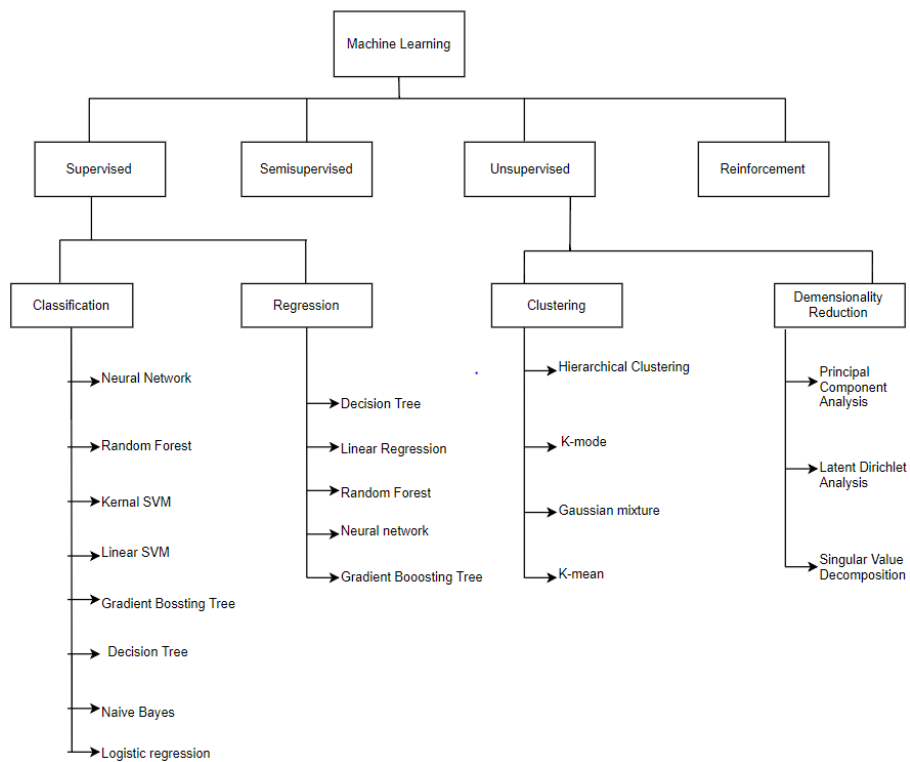 Machine Learning
Supervised
Semisupervised
Unsupervised
Reinforcement
Classification
Regression
Clustering
Demensionality
Reduction
Neural Network
Random Forest
Kernal SVM
Linear SVM
Gradient Bossting Tree
Decision Tree
Naive Bayes
Logistic regression
Decision Tree
Linear Regression
Random Forest
Neural network
Gradient Booosting Tree
Hierarchical Clustering
K-mode
Gaussian mixture
K-mean
Principal
Component
Analysis
Latent Dirichlet
Analysis
Singular Value
Decomposition